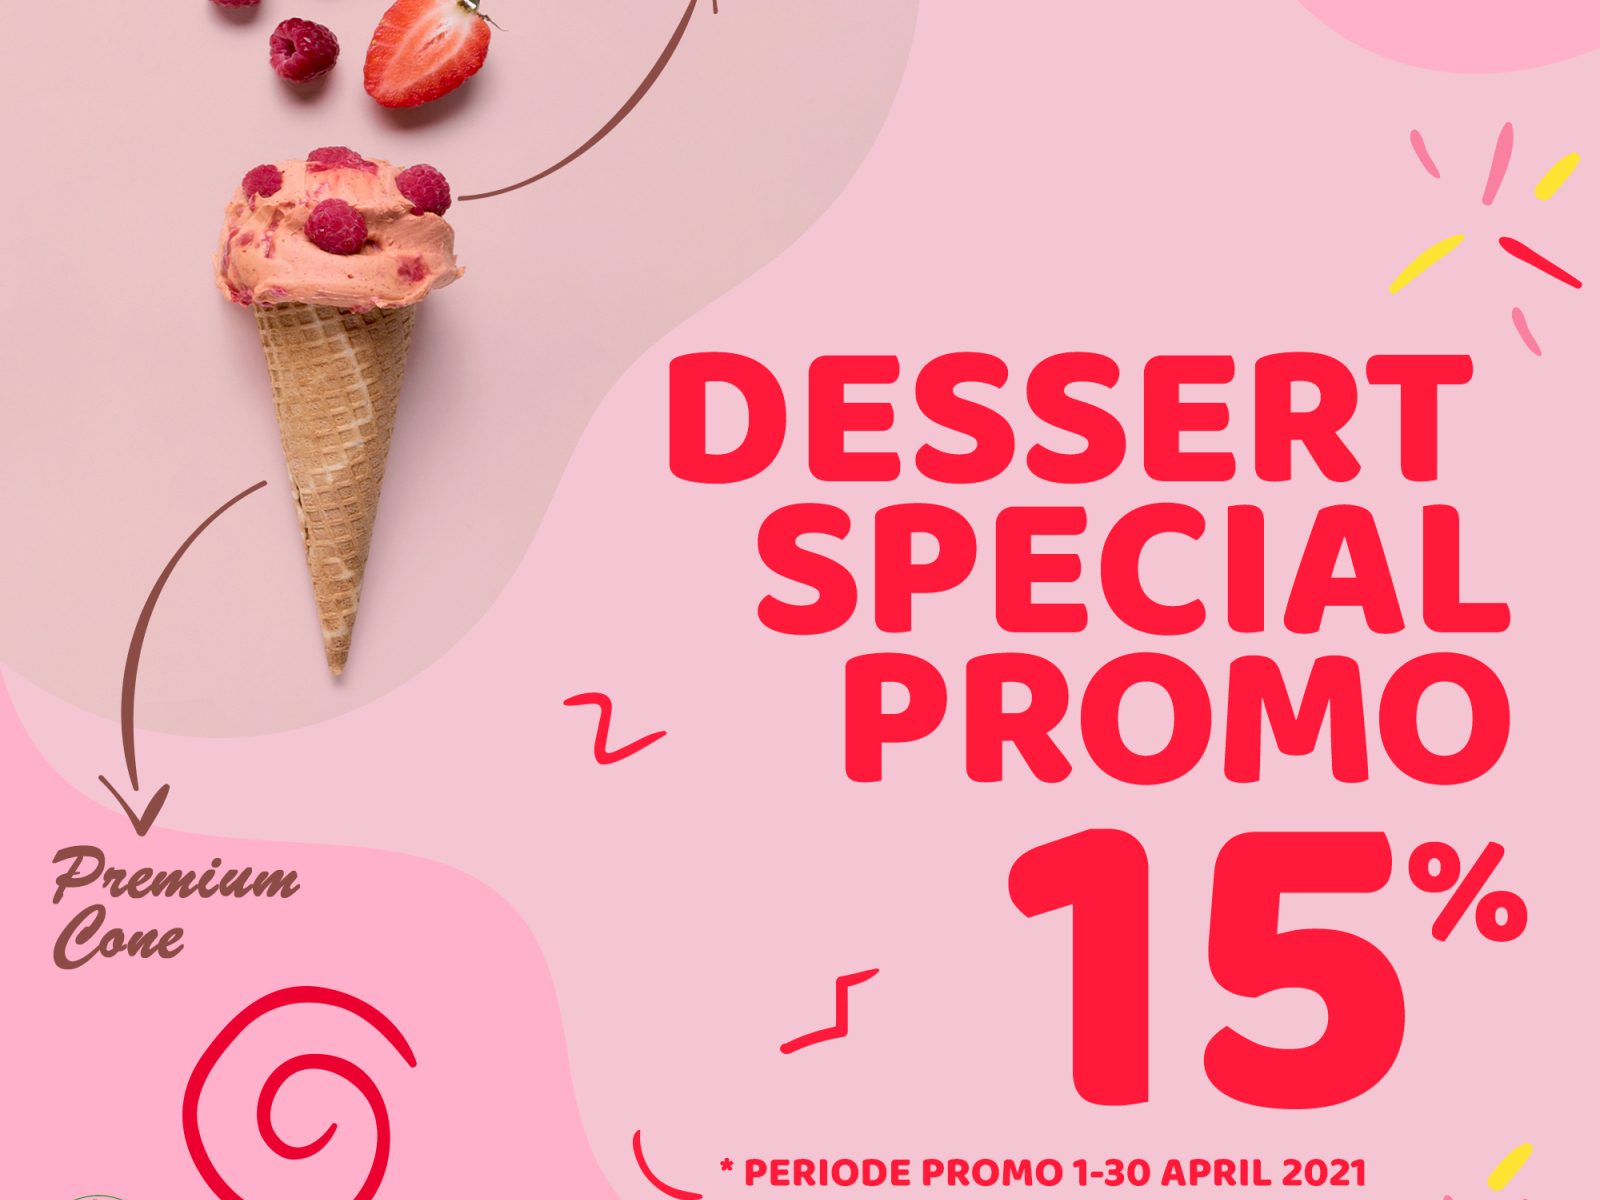 DESSERT
SPECIAL
PROMO
15%
Premium
Cone
* PERIODE PROMO 1-30 APRIL 2021